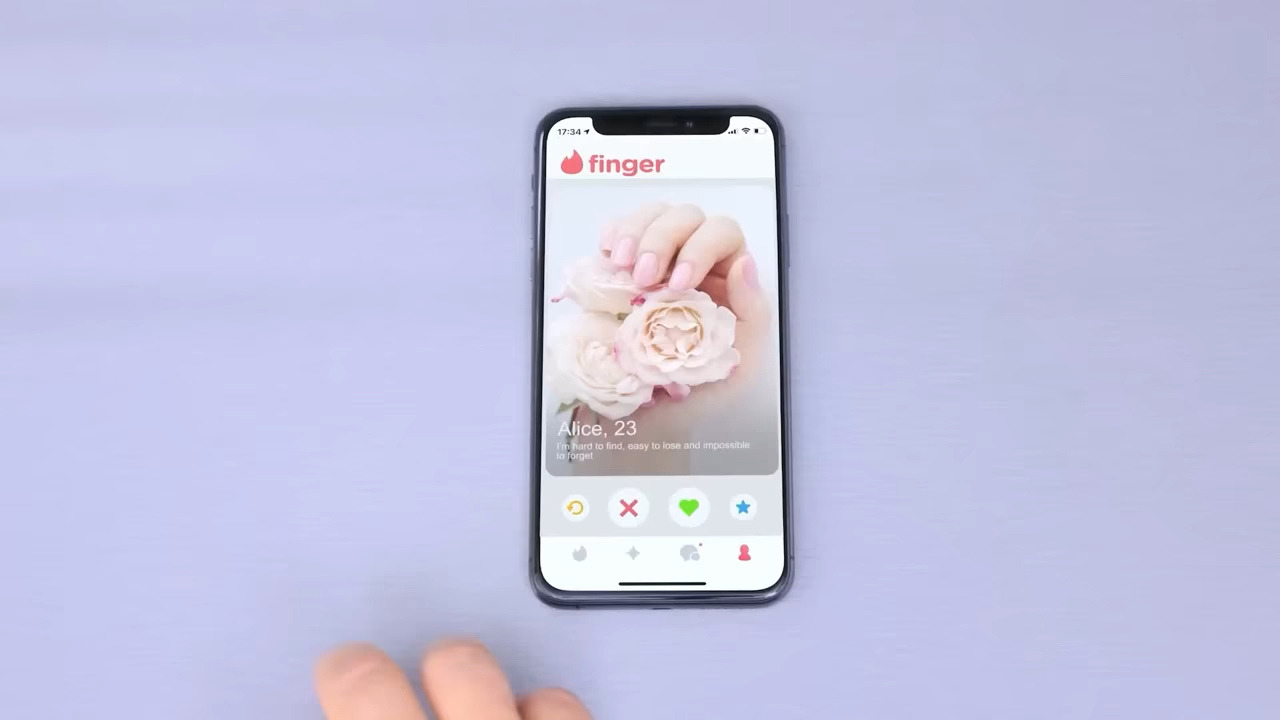 17:34
finger
Alice, 23
I'm hard to find, easy to lose and impossible
to forget